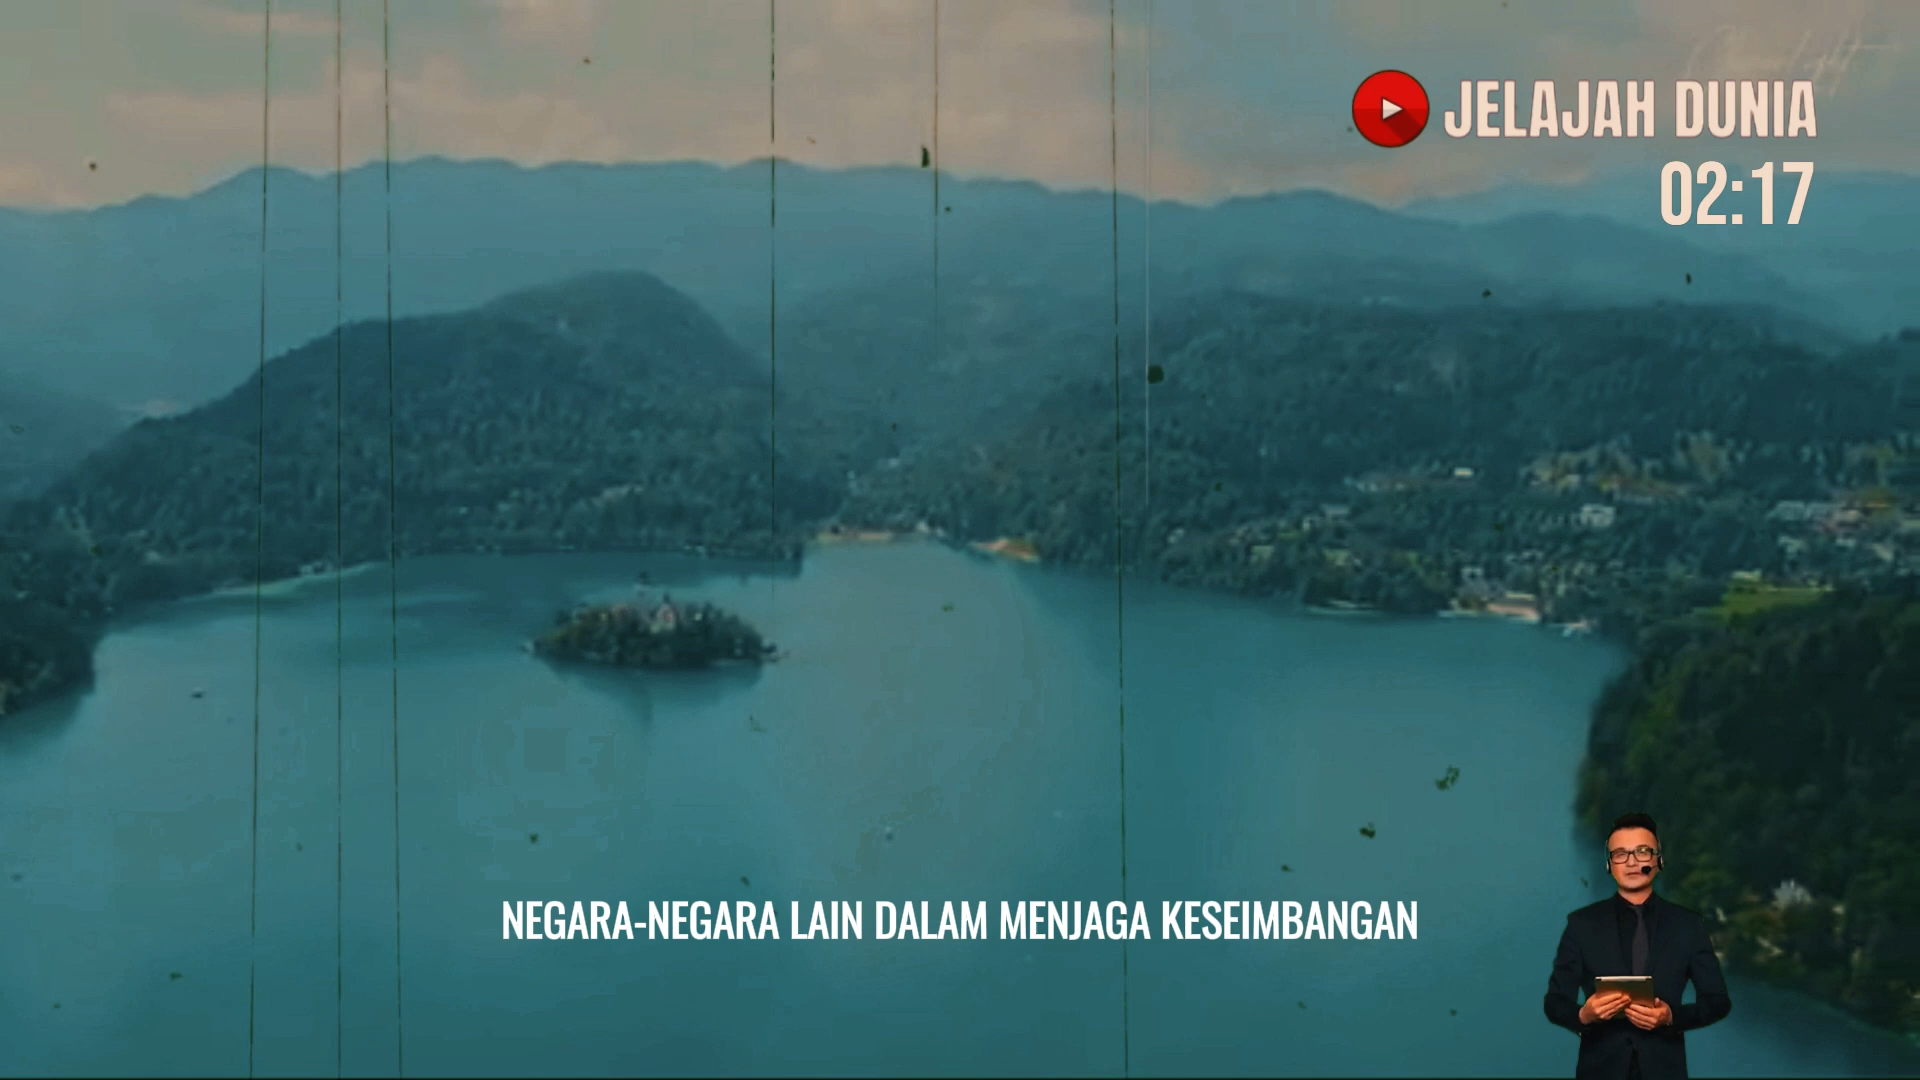 JELAJAH DUNIA
02:17
NEGARA-NEGARA LAIN DALAM MENJAGA KESEIMBANGAN